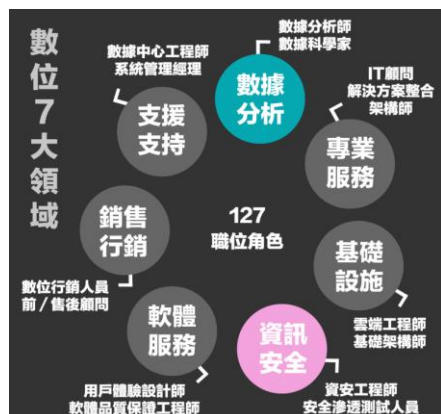 數位7大領域
數據分析師
數據科學家
數據
分析
IT顧問
解決方案整合
架構師
專業
服務
基礎
設施
雲端工程師
基礎架構師
資訊
安全
資安工程師
安全滲透測試人員
軟體
服務
用戶體驗設計師
軟體品質保證工程師
銷售
行銷
數位行銷人員
前/售後顧問
數據中心工程師
系統管理經理
支援
支持
127
職位角色